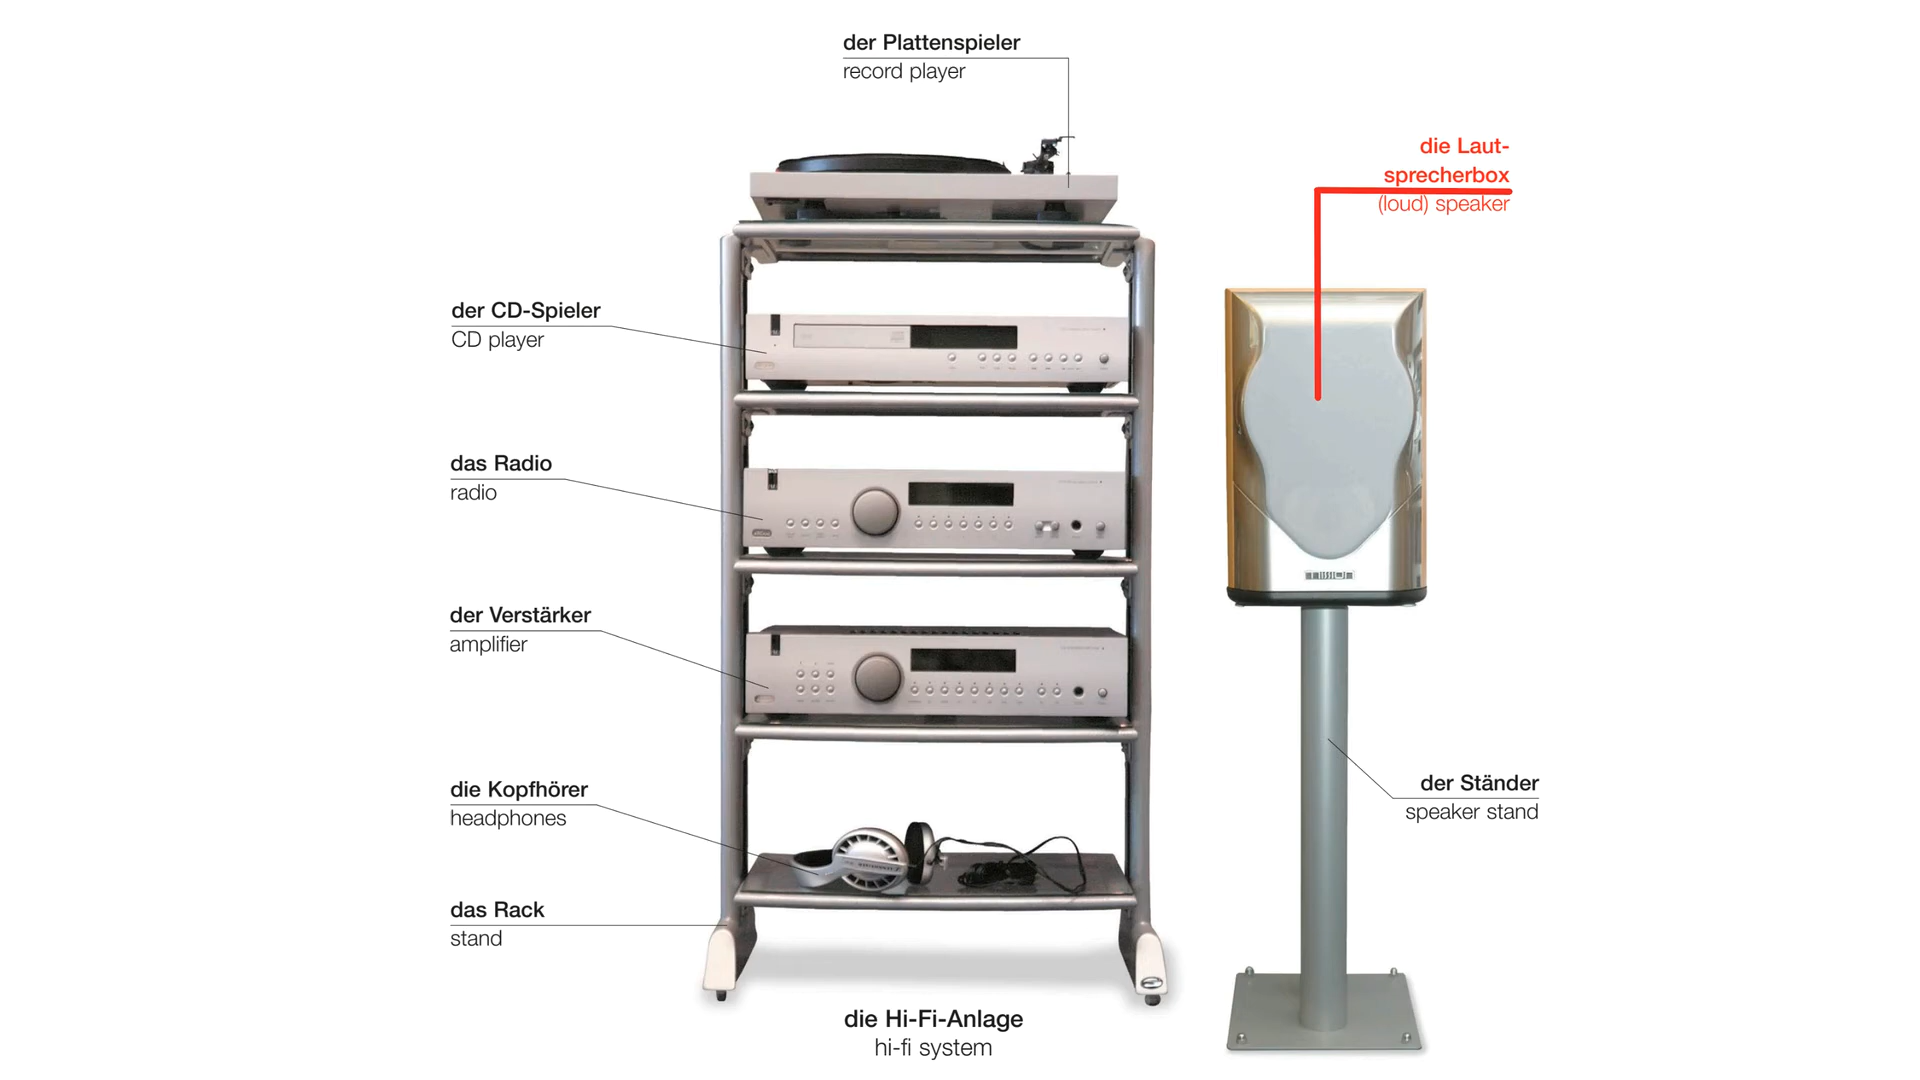 der Plattenspieler
record player
die Laut-
sprecherbox
(loud) speaker
der CD-Spieler
CD player
das Radio
radio
der Verstärker
amplifier
der Ständer
speaker stand
die Kopfhörer
headphones
das Rack
stand
die Hi-Fi-Anlage
hi-fi system